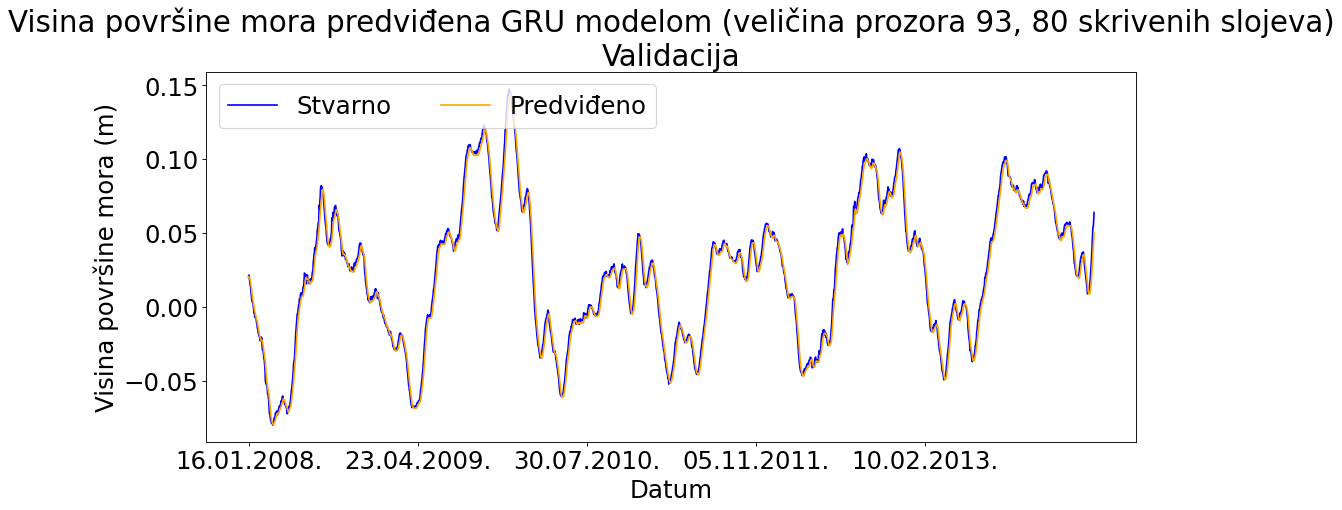 Visina površine mora predviđena GRU modelom (veličina prozora 93, 80 skrivenih slojeva)
Validacija
Stvarno Predviđeno
Visina površine mora (m)
0.15
0.10
0.05
0.00
−0.05
16.01.2008. 23.04.2009. 30.07.2010. 05.11.2011. 10.02.2013.
Datum